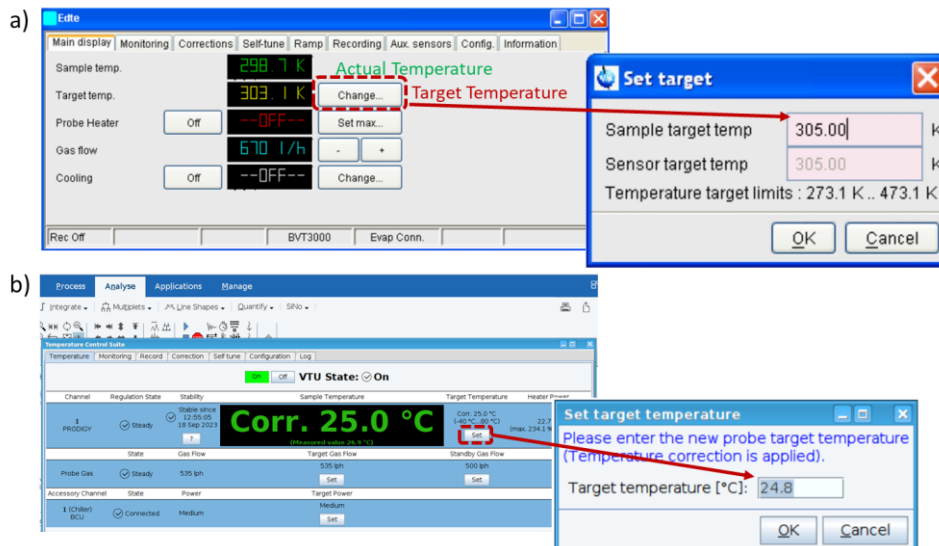 a)
Edte
Main display Monitoring Corrections Self-tune Ramp Recording Aux. sensors Config. Information
Sample temp. 298.7 K Actual Temperature
Target temp. 303.1 K Change... Target Temperature
Probe Heater Off --OFF-- Set max...
Gas flow 670 l/h - +
Cooling Off --OFF-- Change...
Rec Off BVT3000 Evap Conn.
Set target
Sample target temp 305.00 K
Sensor target temp 305.00 K
Temperature target limits : 273.1 K .. 473.1 K
OK Cancel
b)
Process Analyse Applications Manage
Integrate Multiplets Line Shapes Quantify SiNo
Temperature Control Suite
Temperature Monitoring Record Correction Self tune Configuration Log
On Off VTU State: On
Channel Regulation State Stability Sample Temperature Target Temperature Heater Power
1
PRODIGY
Steady
Stable since
12:55:05
18 Sep 2023
?
Corr. 25.0 °C
(Measured value 26.9 °C)
Corr. 25.0 °C
(-40 °C...80 °C)
Set
22.7
(max. 234.1 %
State Gas Flow Target Gas Flow Standby Gas Flow
Probe Gas Steady 535 lph 535 lph 500 lph
Set Set
Accessory Channel State Power Target Power
1 (Chiller)
BCU
Connected Medium Medium
Set
Set target temperature
Please enter the new probe target temperature
(Temperature correction is applied).
Target temperature [°C]: 24.8
OK Cancel